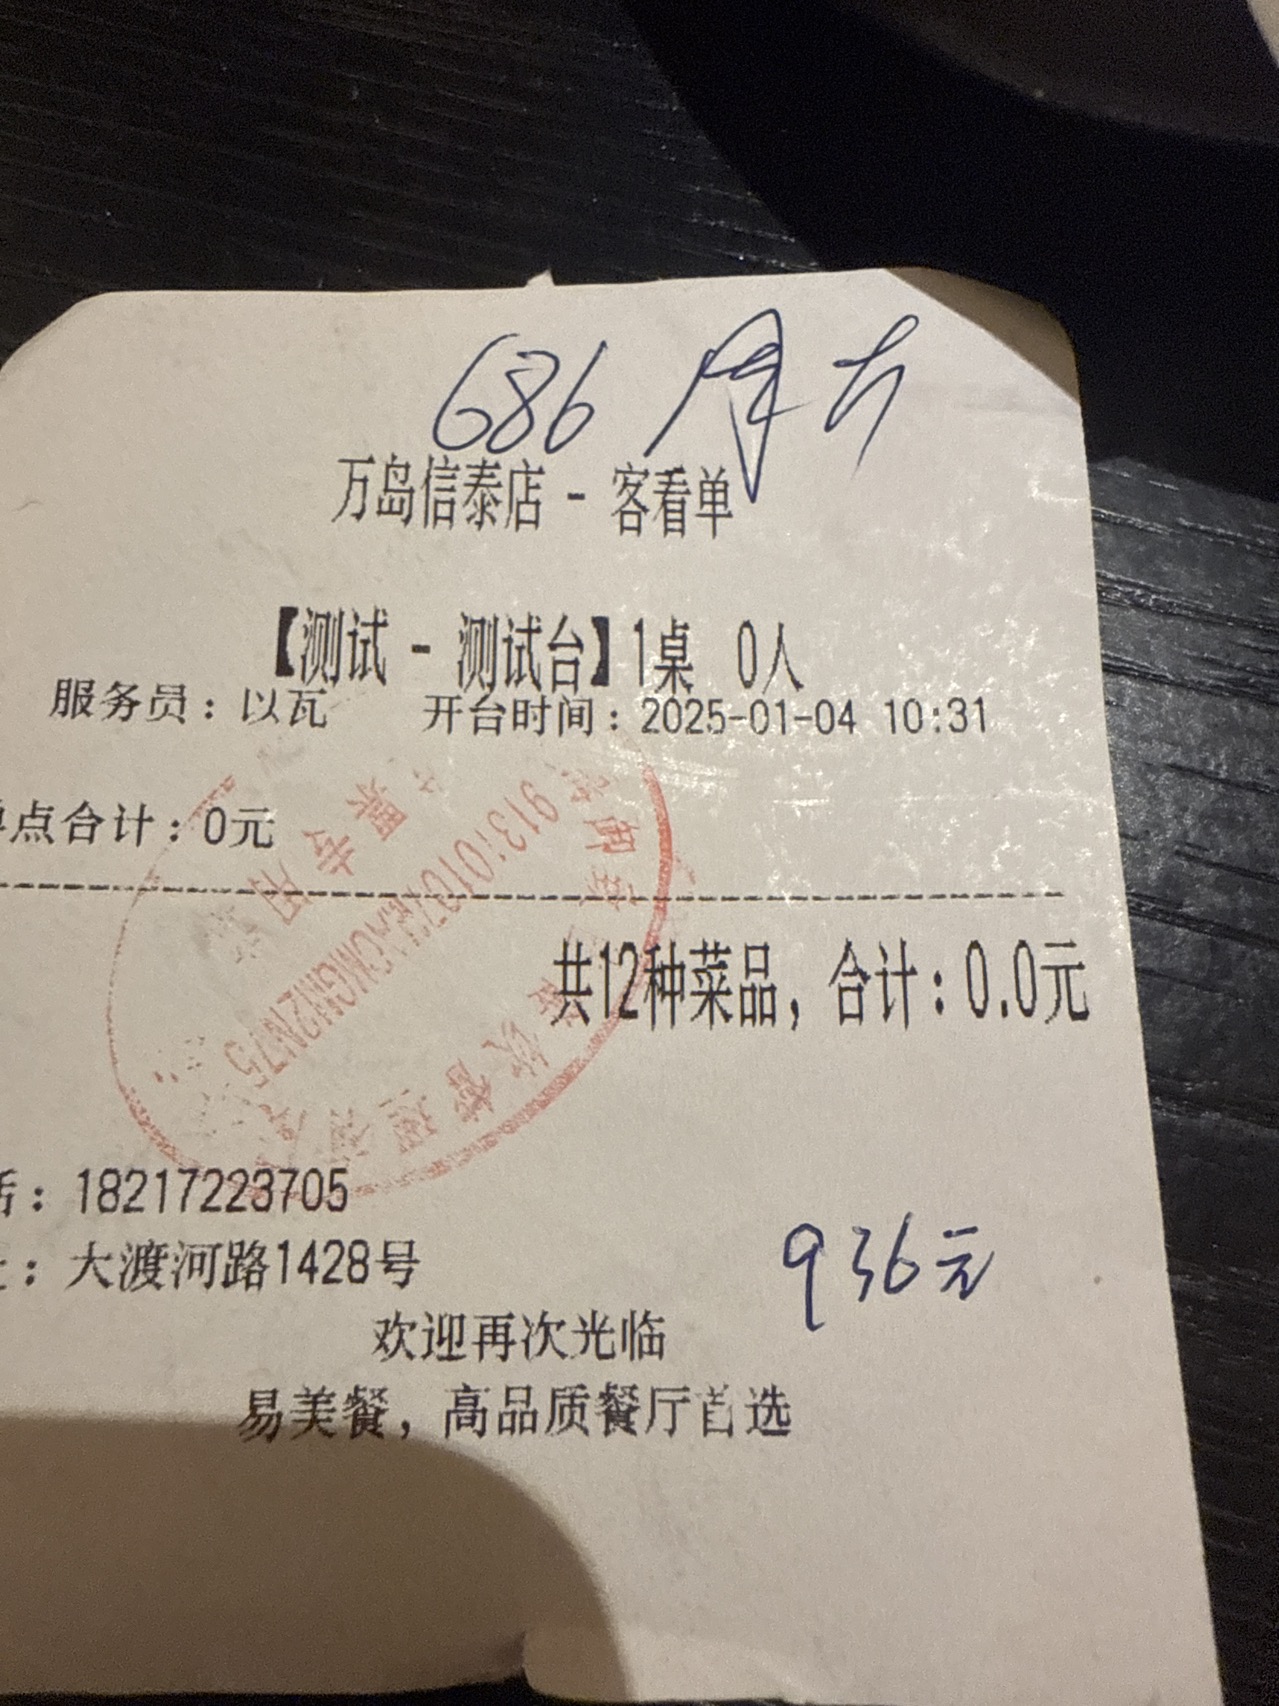 686
万岛信泰店 - 客看单
【测试 - 测试台】1桌 0人
服务员：以瓦 开台时间：2025-01-04 10:31
点合计：0元
共12种菜品，合计：0.0元
：18217223705
：大渡河路1428号
936元
欢迎再次光临
易美餐，高品质餐厅首选